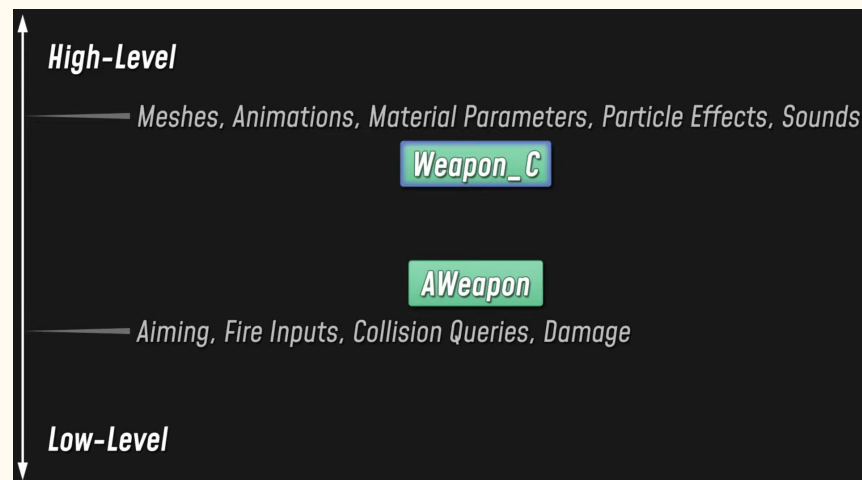 High-Level
Meshes, Animations, Material Parameters, Particle Effects, Sounds
Weapon_C
AWeapon
Aiming, Fire Inputs, Collision Queries, Damage
Low-Level